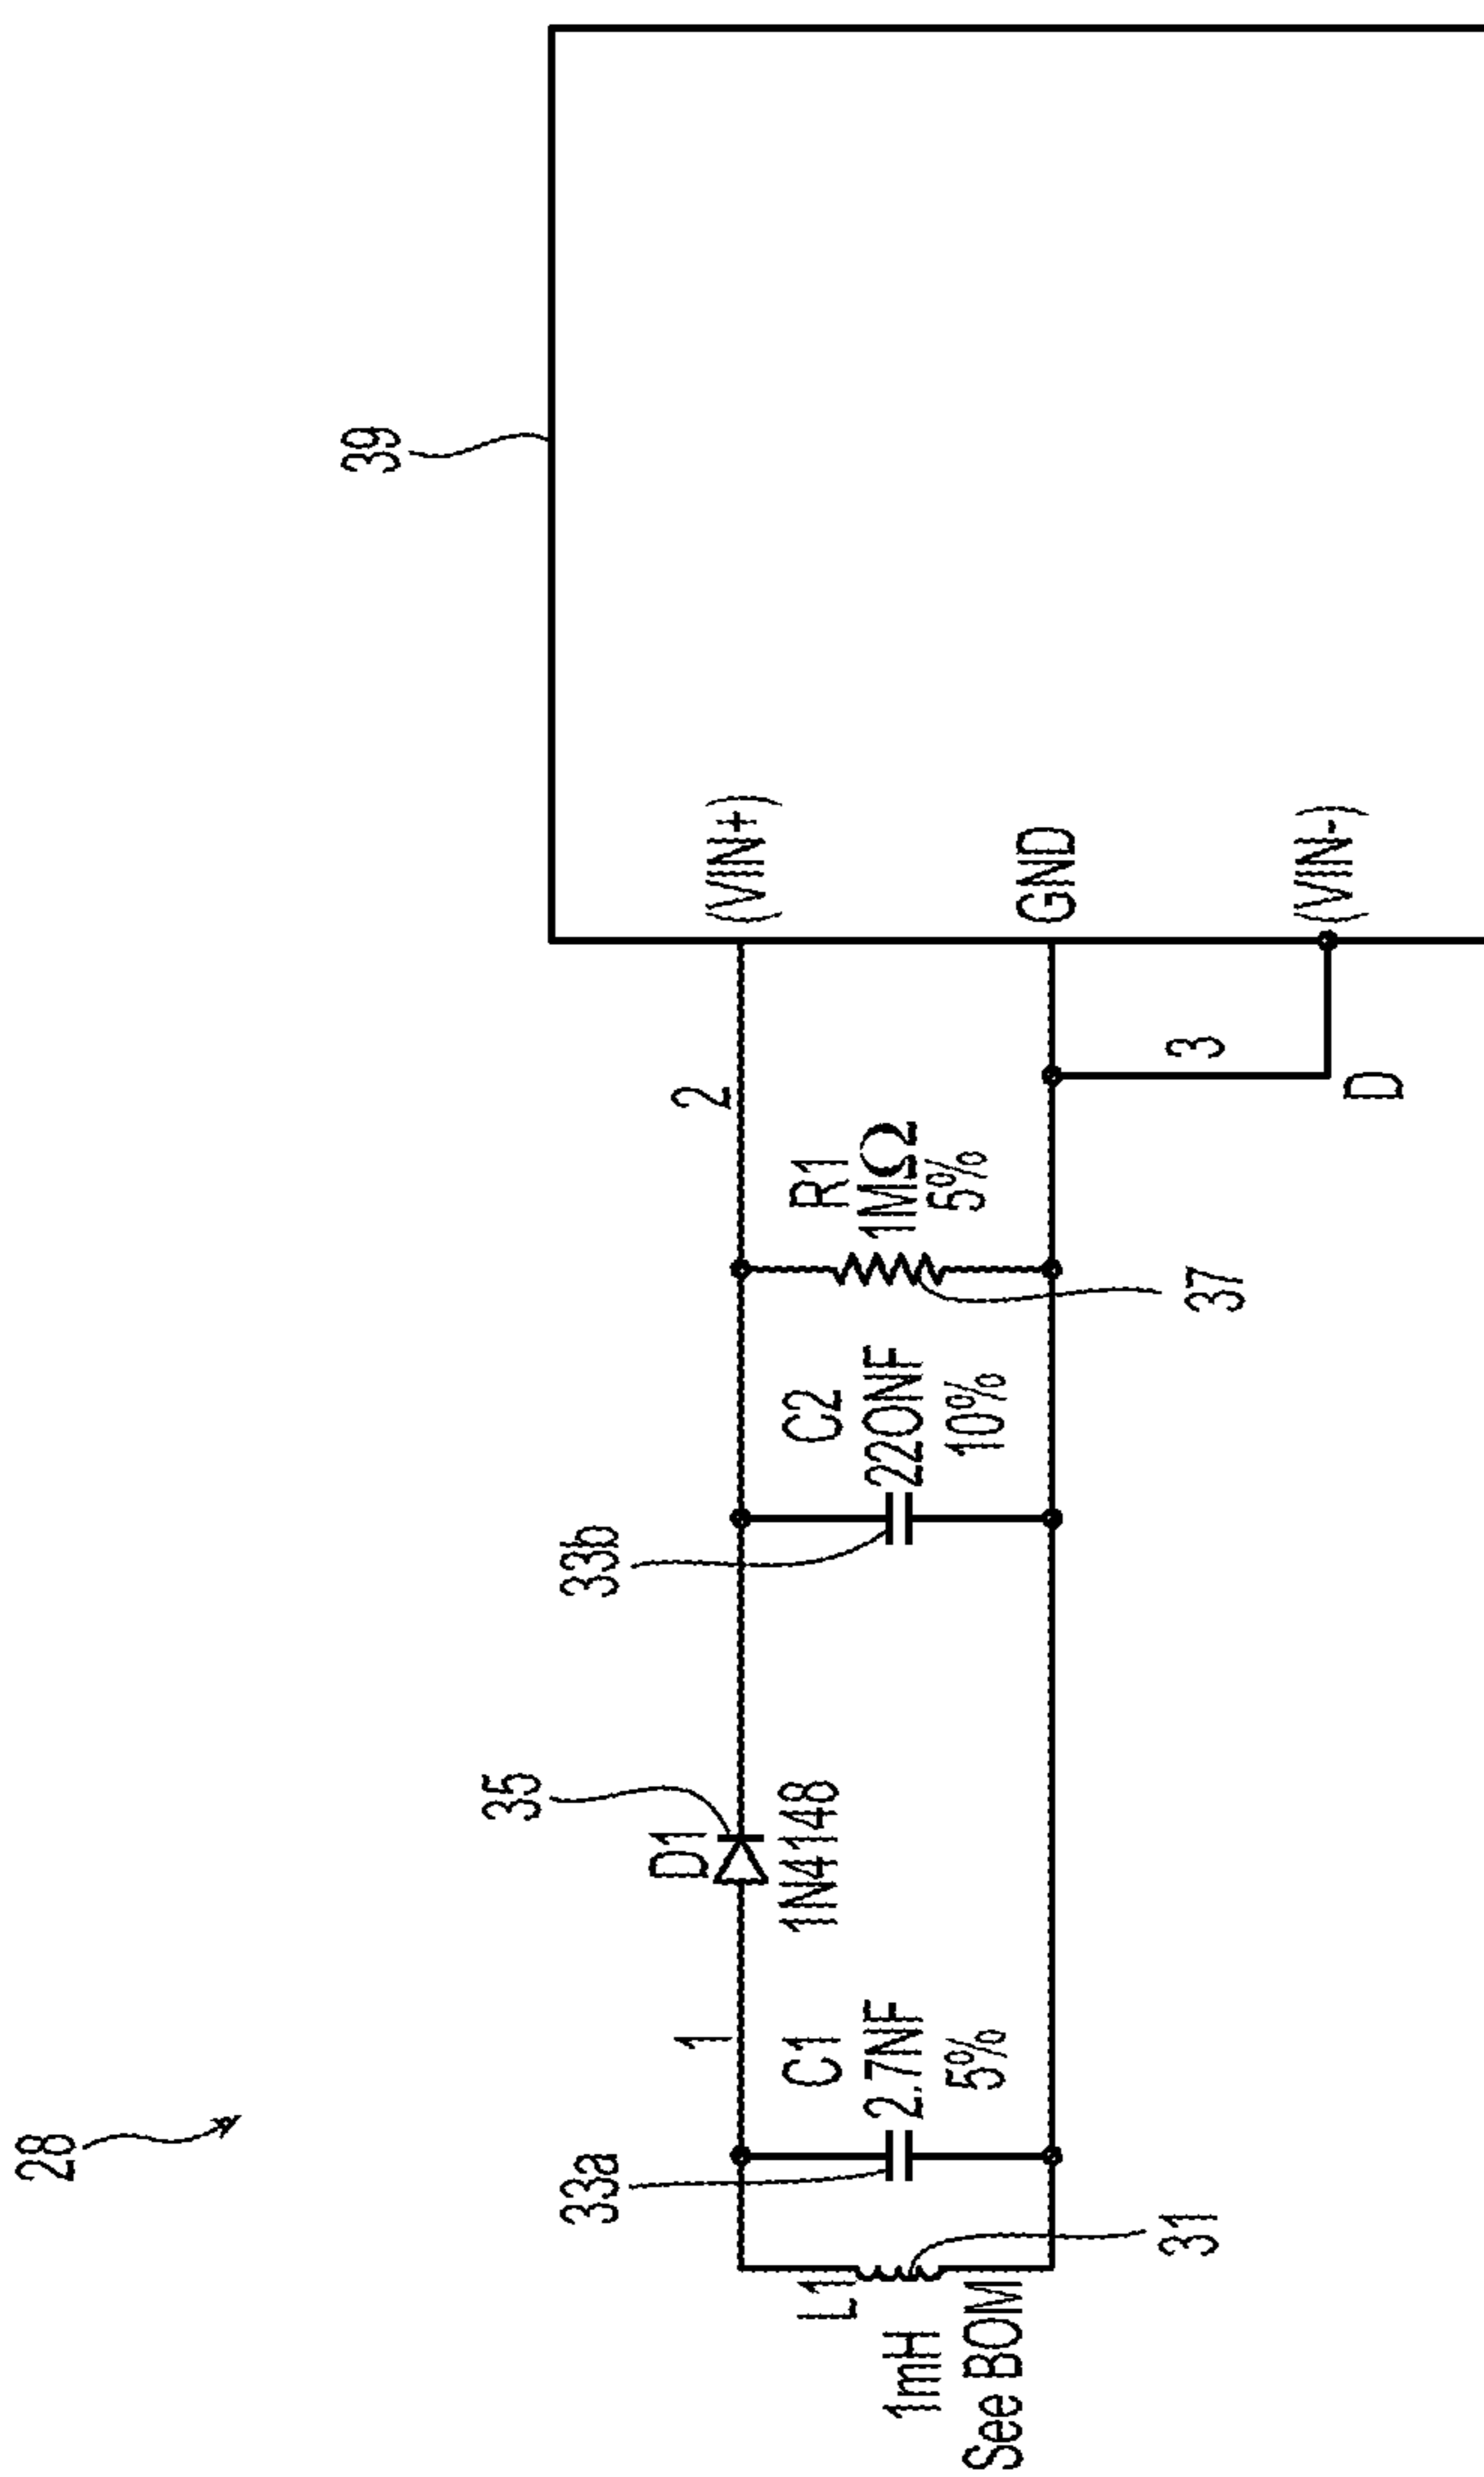 28
39
(VIN+)
GND
(VIN-)
2
3
D
R1
1MΩ
5%
37
C2
220NF
10%
33b
35
D1
1N4148
1
C1
2.7NF
5%
33a
31
L1
1mH
See BOM